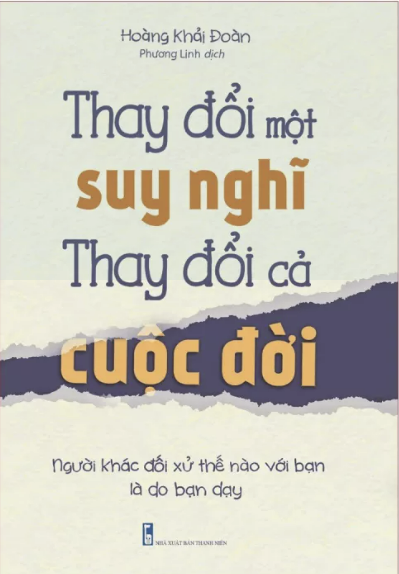 Hoàng Khải Đoàn
Phương Linh dịch
Thay đổi một
suy nghĩ
Thay đổi cả
cuộc đời
Người khác đối xử thế nào với bạn
là do bạn dạy
NHÀ XUẤT BẢN THANH NIÊN